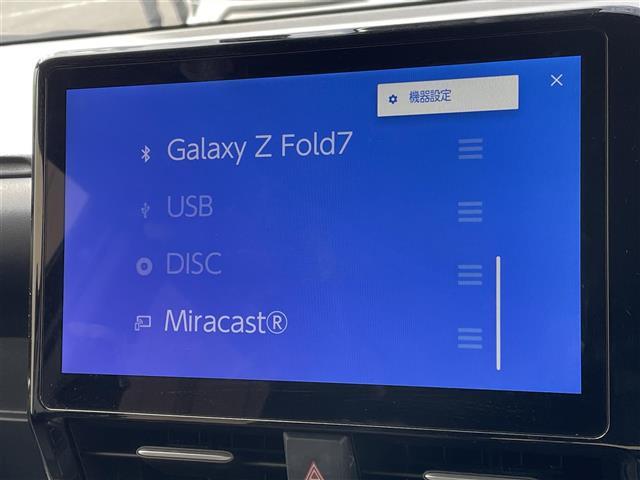 機器設定
Galaxy Z Fold7
USB
DISC
Miracast®